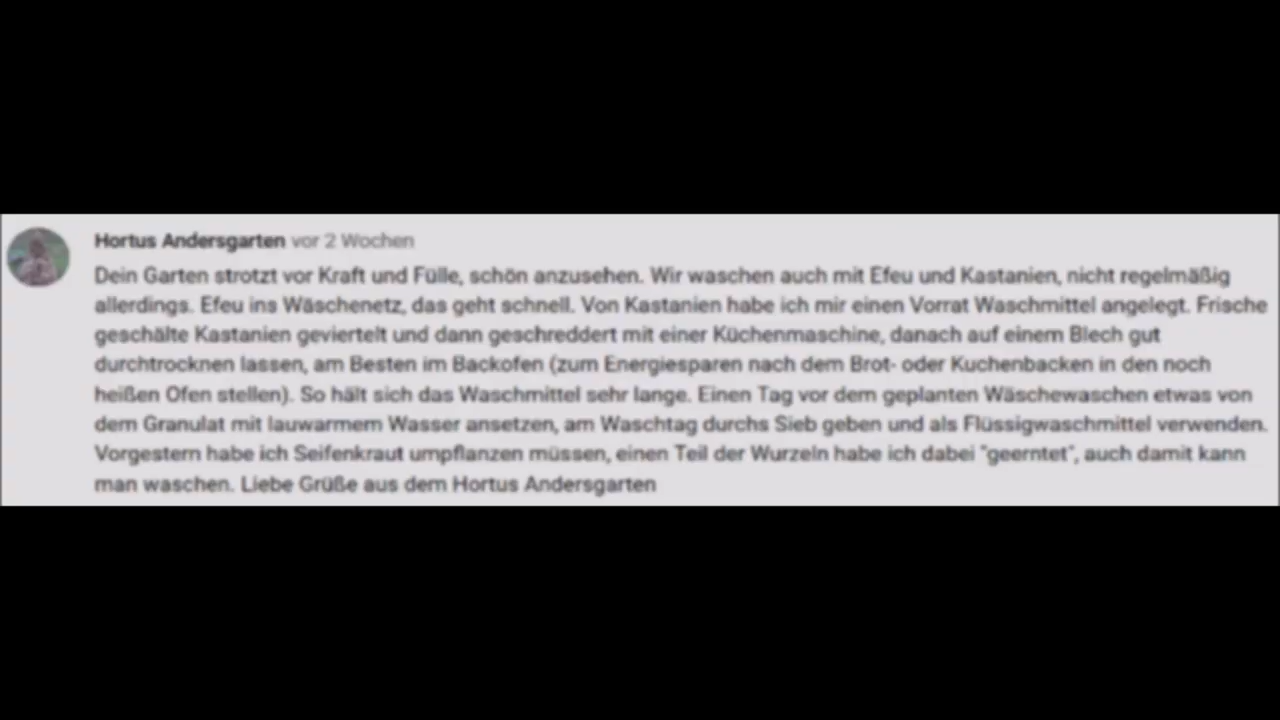 Hortus Andersgarten vor 2 Wochen
Dein Garten strotzt vor Kraft und Fülle, schön anzusehen. Wir waschen auch mit Efeu und Kastanien, nicht regelmäßig
allerdings. Efeu ins Wäschenetz, das geht schnell. Von Kastanien habe ich mir einen Vorrat Waschmittel angelegt. Frische
geschälte Kastanien geviertelt und dann geschreddert mit einer Küchenmaschine, danach auf einem Blech gut
durchtrocknen lassen, am Besten im Backofen (zum Energiesparen nach dem Brot- oder Kuchenbacken in den noch
heißen Ofen stellen). So hält sich das Waschmittel sehr lange. Einen Tag vor dem geplanten Wäschewaschen etwas von
dem Granulat mit lauwarmem Wasser ansetzen, am Waschtag durchs Sieb geben und als Flüssigwaschmittel verwenden.
Vorgestern habe ich Seifenkraut umpflanzen müssen, einen Teil der Wurzeln habe ich dabei "geerntet", auch damit kann
man waschen. Liebe Grüße aus dem Hortus Andersgarten